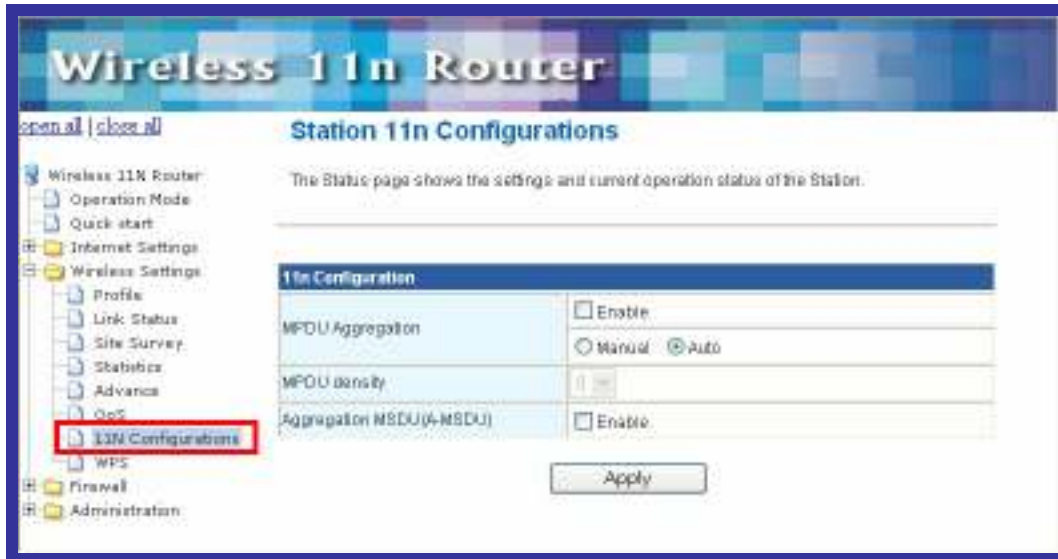 Wireless 11n Router
open all | close all
Wireless 11N Router
Operation Mode
Quick start
Internet Settings
Wireless Settings
Profile
Link Status
Site Survey
Statistics
Advance
QoS
11N Configurations
WPS
Firewall
Administration
Station 11n Configurations
The Status page shows the settings and current operation status of the Station.
11n Configuration
MPDU Aggregation
Enable
Manual Auto
MPDU density
Aggregation MSDU(A-MSDU)
Enable
Apply